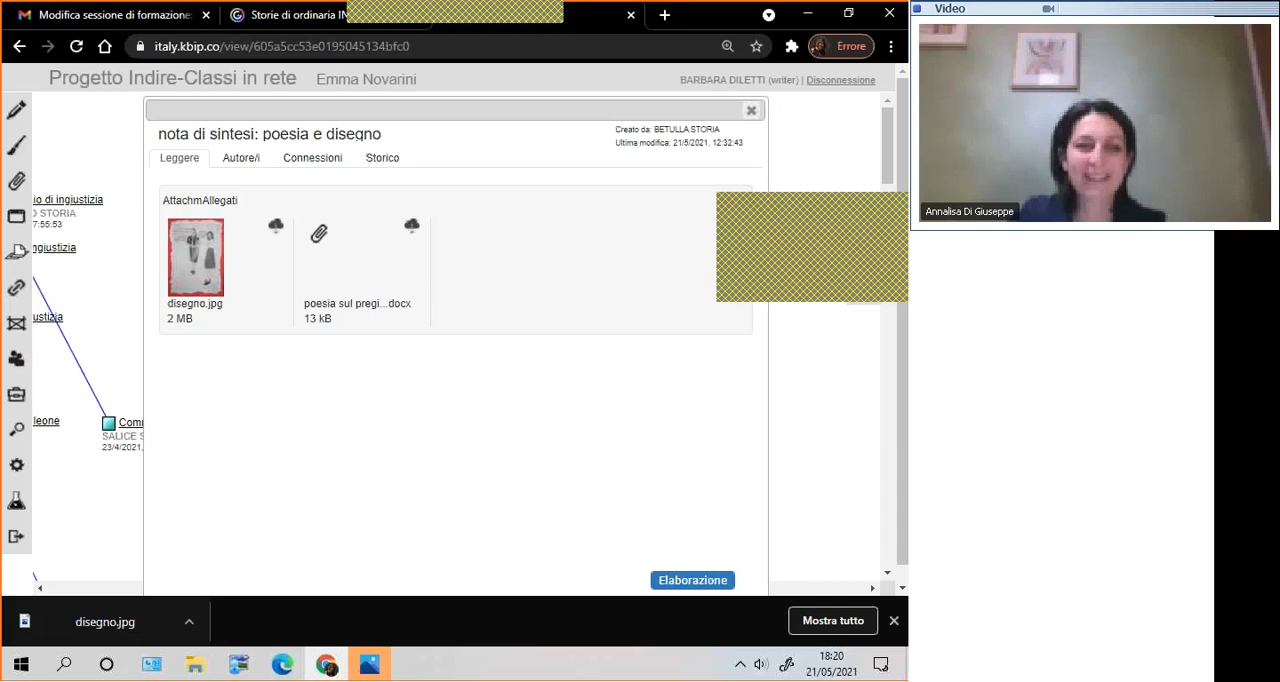 Modifica sessione di formazione
Storie di ordinaria IN
italy.kbip.co/view/605a5cc53e0195045134bfc0
Errore
Progetto Indire-Classi in rete
Emma Novarini
BARBARA DILETTI (writer) | Disconnessione
nota di sintesi: poesia e disegno
Creato da: BETULLA STORIA
Ultima modifica: 21/5/2021, 12:32:43
Leggere
Autore/i
Connessioni
Storico
AttachmAllegati
disegno.jpg
2 MB
poesia sul pregi...docx
13 kB
io di ingiustizia
O STORIA
7:55:53
ngiustizia
ustizia
leone
Com
SALICE S
23/4/2021,
Elaborazione
disegno.jpg
Mostra tutto
18:20
21/05/2021
Video
Annalisa Di Giuseppe